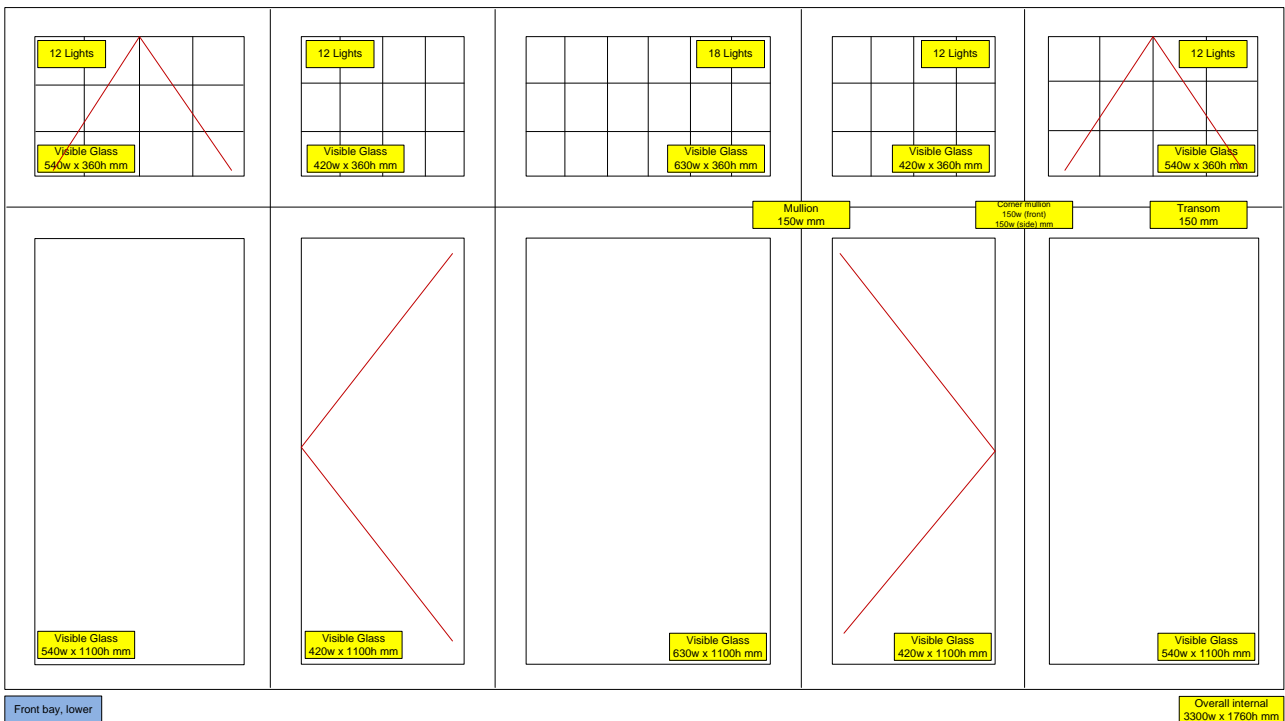 12 Lights
12 Lights
18 Lights
12 Lights
12 Lights
Visible Glass
540w x 360h mm
Visible Glass
420w x 360h mm
Visible Glass
630w x 360h mm
Visible Glass
420w x 360h mm
Visible Glass
540w x 360h mm
Mullion
150w mm
Corner mullion
150w (front)
150w (side) mm
Transom
150 mm
Visible Glass
540w x 1100h mm
Visible Glass
420w x 1100h mm
Visible Glass
630w x 1100h mm
Visible Glass
420w x 1100h mm
Visible Glass
540w x 1100h mm
Front bay, lower
Overall internal
3300w x 1760h mm